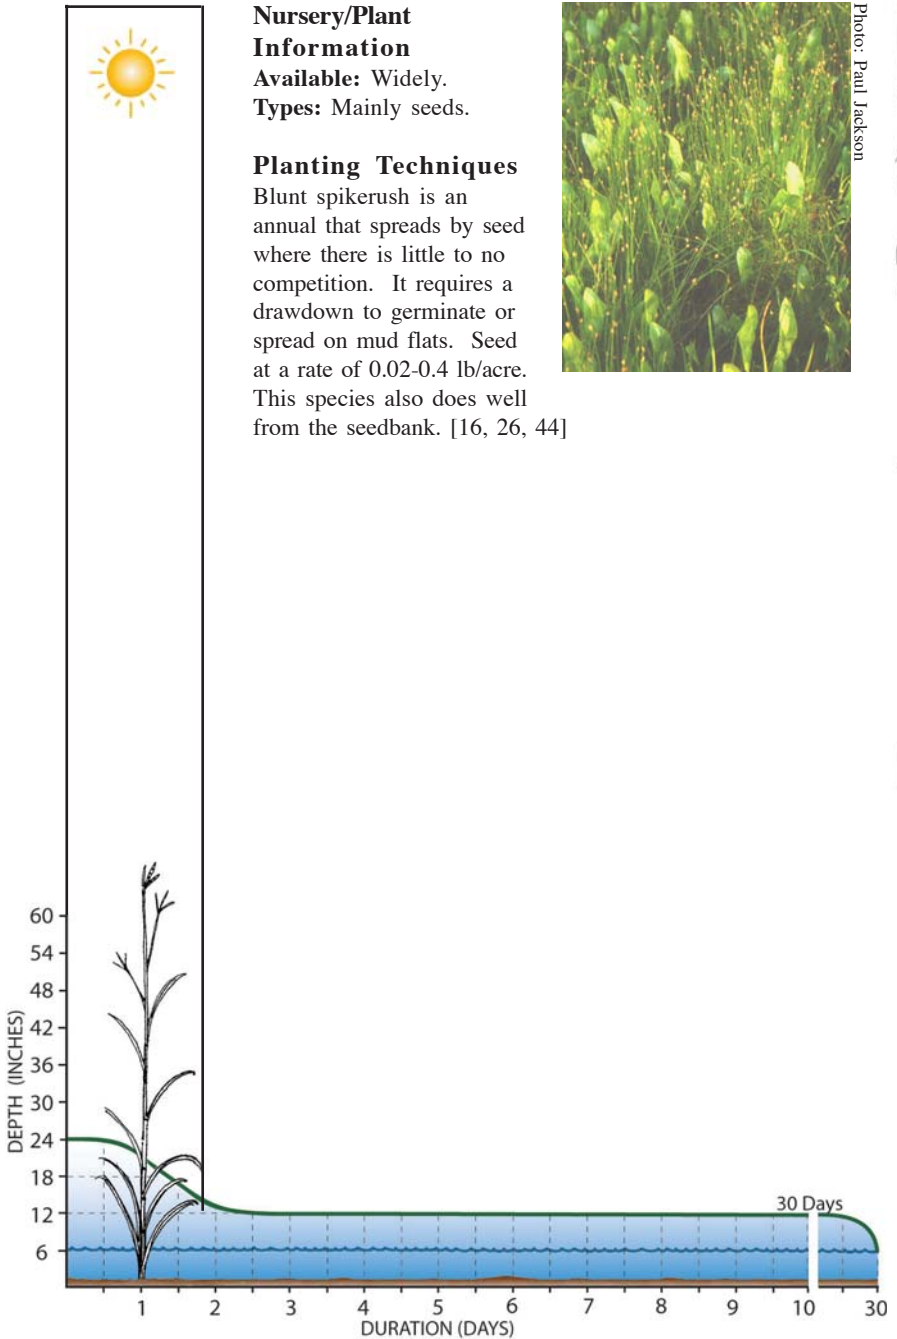 Nursery/Plant
Information
Available: Widely.
Types: Mainly seeds.
Planting Techniques
Blunt spikerush is an
annual that spreads by seed
where there is little to no
competition. It requires a
drawdown to germinate or
spread on mud flats. Seed
at a rate of 0.02-0.4 lb/acre.
This species also does well
from the seedbank. [16, 26, 44]
Photo: Paul Jackson
DEPTH (INCHES)
60
54
48
42
36
30
24
18
12
6
30 Days
1 2 3 4 5 6 7 8 9 10 30
DURATION (DAYS)